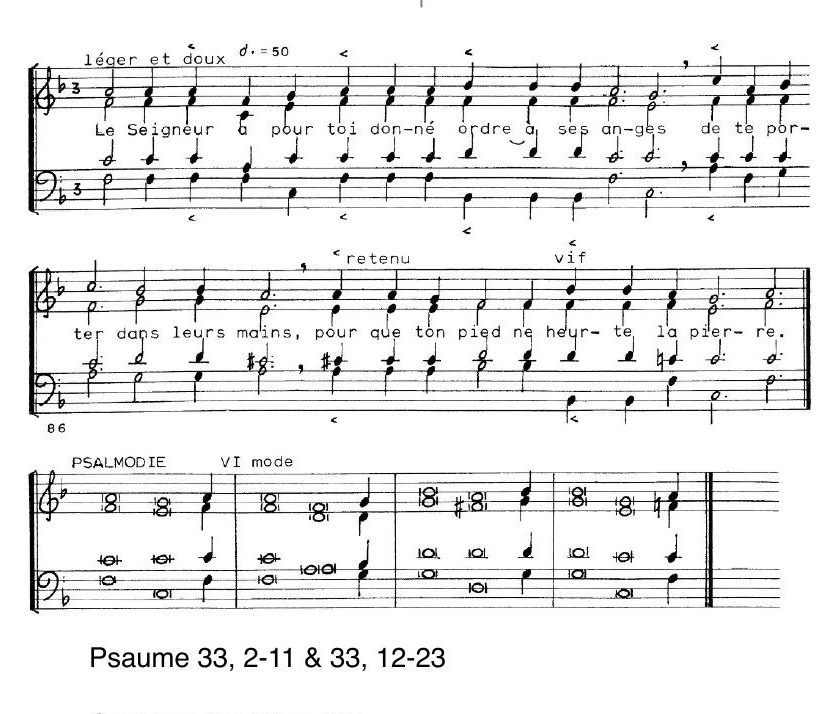 léger et doux ♩. = 50
3
Le Seigneur a pour toi don-né ordre a ses an-ges de te por-
3
retenu vif
ter dans leurs mains, pour que ton pied ne heur- te la pier- re.
86
PSALMODIE VI mode
Psaume 33, 2-11 & 33, 12-23